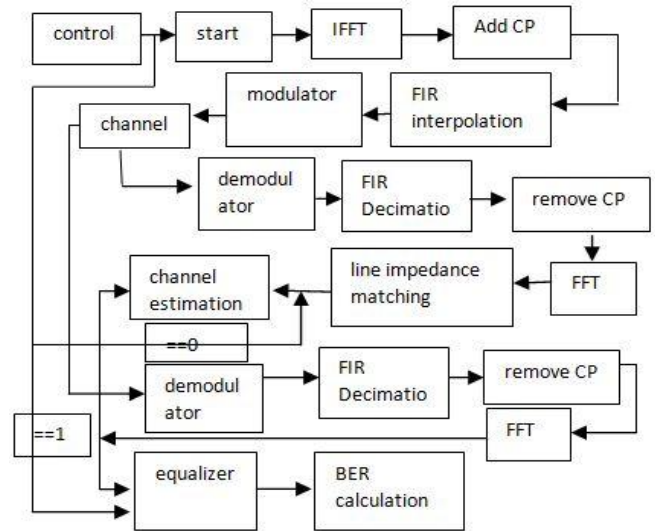 control
start
IFFT
Add CP
modulator
FIR
interpolation
channel
demodul
ator
FIR
Decimatio
remove CP
channel
estimation
line impedance
matching
FFT
==0
demodul
ator
FIR
Decimatio
remove CP
==1
FFT
equalizer
BER
calculation